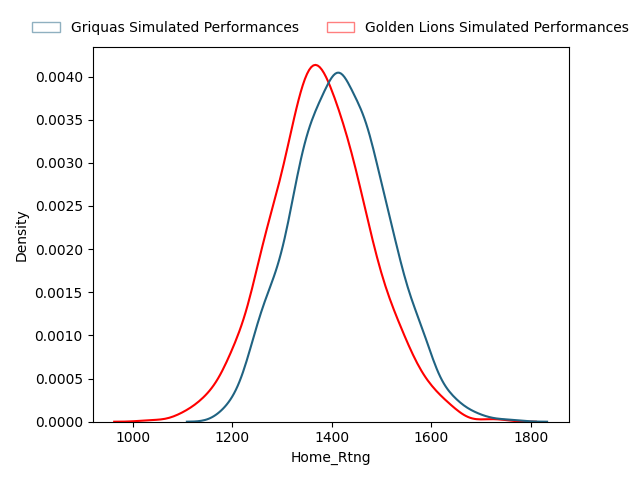 Griquas Simulated Performances Golden Lions Simulated Performances
0.0040
0.0035
0.0030
0.0025
0.0020
0.0015
0.0010
0.0005
0.0000
Density
1000 1200 1400 1600 1800
Home_Rtng